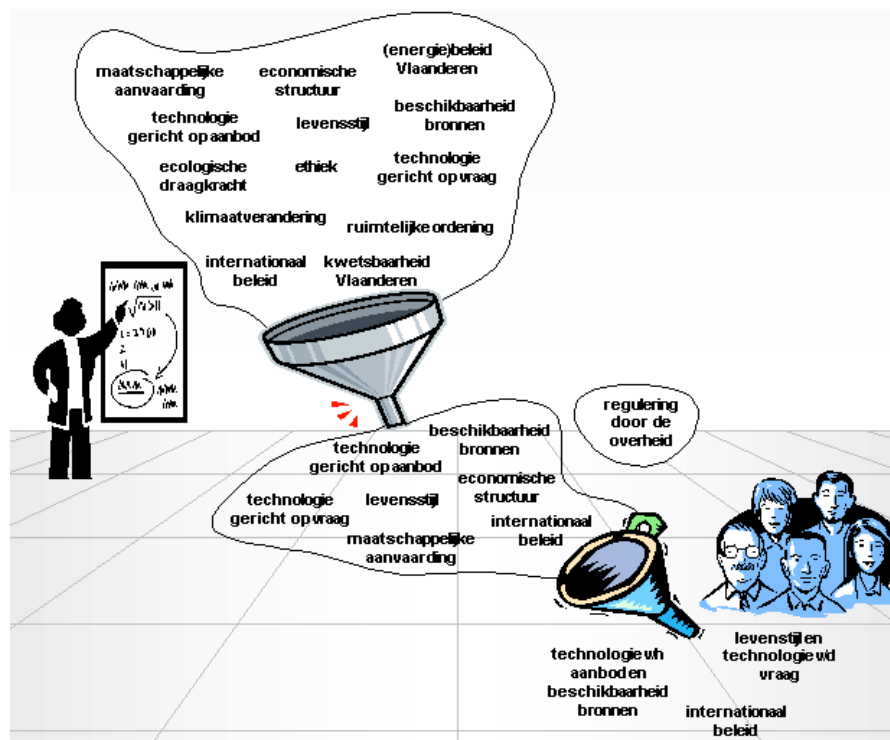 maatschappelijke
aanvaarding
economische
structuur
(energie)beleid
Vlaanderen
technologie
gericht op aanbod
levensstijl
beschikbaarheid
bronnen
ecologische
draagkracht
ethiek
technologie
gericht op vraag
klimaatverandering
ruimtelijke ordening
internationaal
beleid
kwetsbaarheid
Vlaanderen
regulering
door de
overheid
beschikbaarheid
bronnen
technologie
gericht op aanbod
economische
structuur
technologie
gericht op vraag
levensstijl
internationaal
beleid
maatschappelijke
aanvaarding
technologie v/h
aanbod en
beschikbaarheid
bronnen
levenstijl en
technologie v/d
vraag
internationaal
beleid